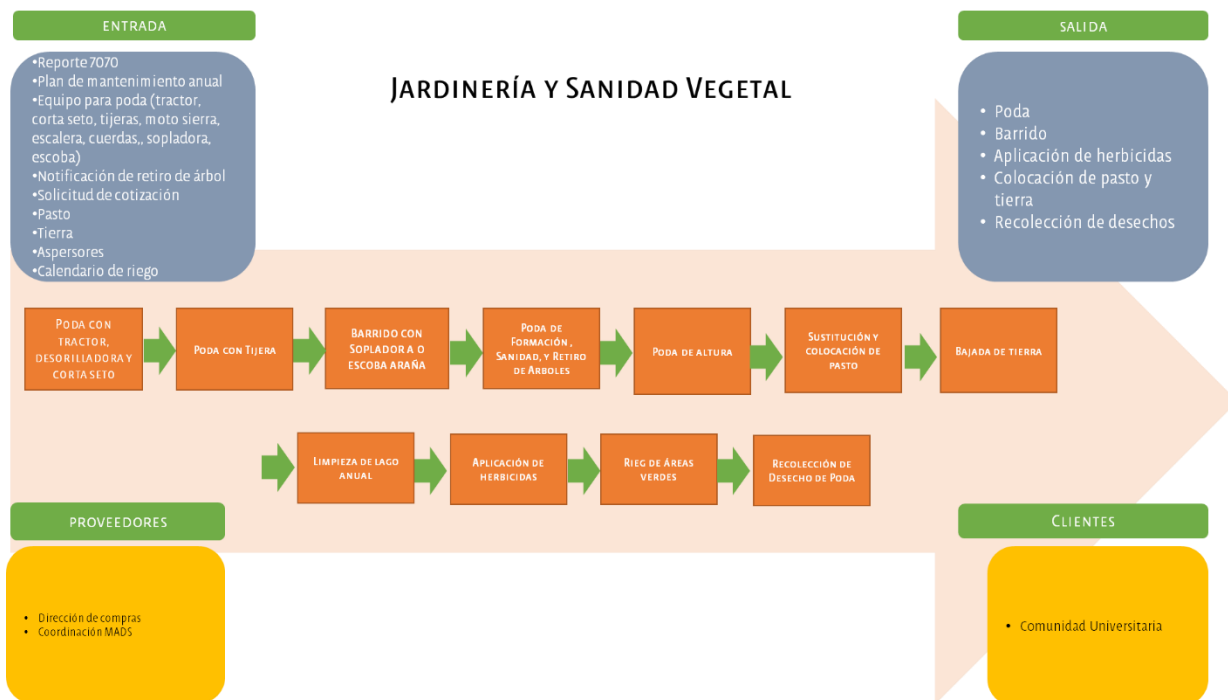 ENTRADA
•Reporte 7070
•Plan de mantenimiento anual
•Equipo para poda (tractor,
corta seto, tijeras, moto sierra,
escalera, cuerdas,, sopladora,
escoba)
•Notificación de retiro de árbol
•Solicitud de cotización
•Pasto
•Tierra
•Aspersores
•Calendario de riego
JARDINERÍA Y SANIDAD VEGETAL
SALIDA
• Poda
• Barrido
• Aplicación de herbicidas
• Colocación de pasto y
tierra
• Recolección de desechos
PODA CON
TRACTOR,
DESORILLADORA Y
CORTA SETO
PODA CON TIJERA
BARRIDO CON
SOPLADOR A O
ESCOBA ARAÑA
PODA DE
FORMACIÓN ,
SANIDAD, Y RETIRO
DE ARBOLES
PODA DE ALTURA
SUSTITUCIÓN Y
COLOCACIÓN DE
PASTO
BAJADA DE TIERRA
LIMPIEZA DE LAGO
ANUAL
APLICACIÓN DE
HERBICIDAS
RIEG DE ÁREAS
VERDES
RECOLECCIÓN DE
DESECHO DE PODA
PROVEEDORES
• Dirección de compras
• Coordinación MADS
CLIENTES
• Comunidad Universitaria